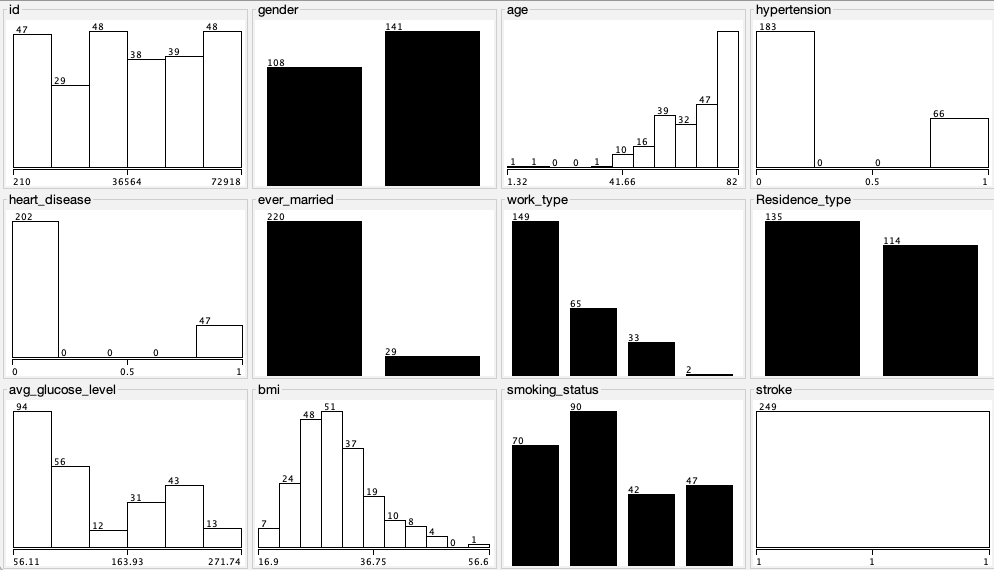 id
47 29 48 38 39 48
210 36564 72918
gender
108 141
age
1 1 0 0 1 10 16 39 32 47
1.32 41.66 82
hypertension
183 0 0 66
0 0.5 1
heart_disease
202 0 0 0 47
0 0.5 1
ever_married
220 29
work_type
149 65 33 2
Residence_type
135 114
avg_glucose_level
94 56 12 31 43 13
56.11 163.93 271.74
bmi
7 24 48 51 37 19 10 8 4 0 1
16.9 36.75 56.6
smoking_status
70 90 42 47
stroke
249
1 1 1